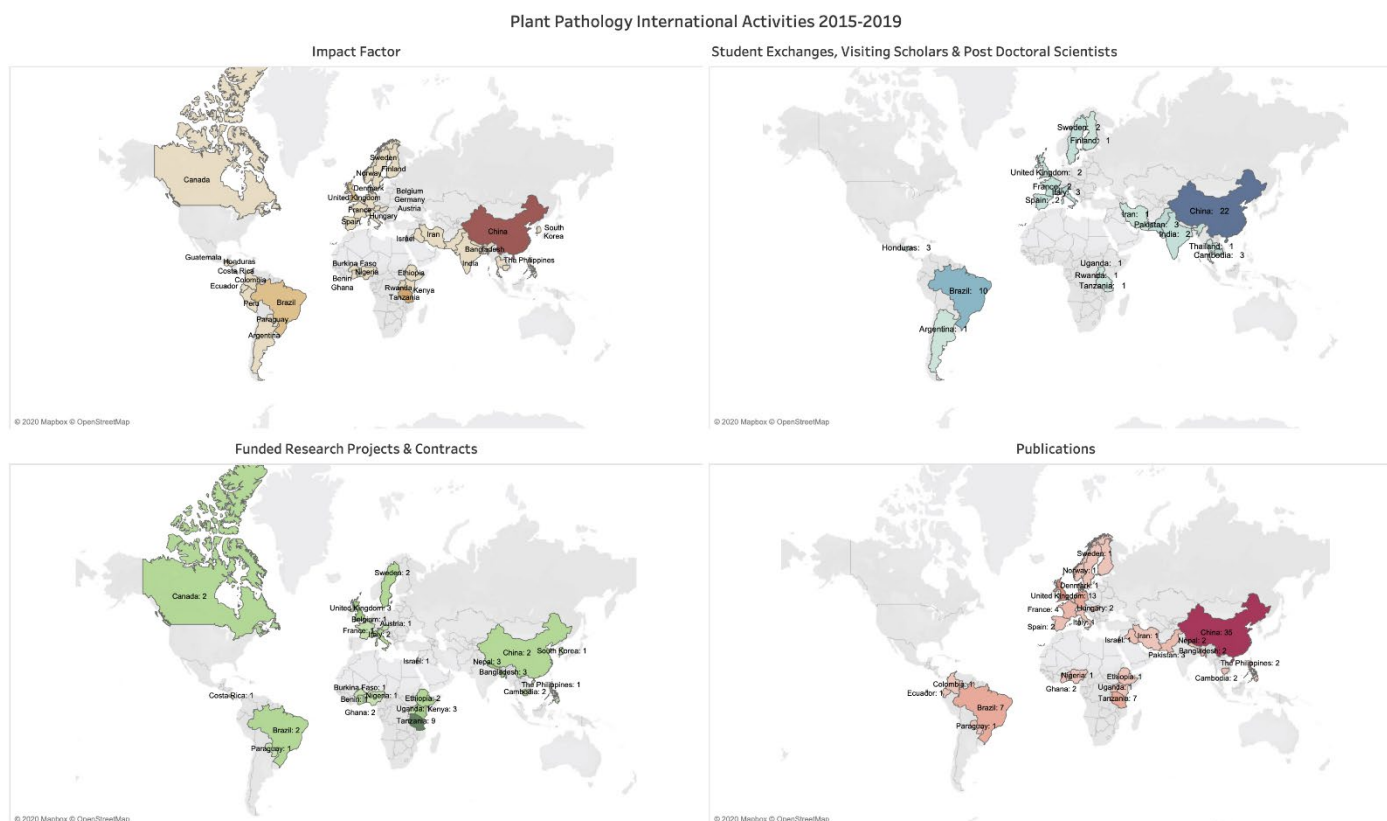 Plant Pathology International Activities 2015-2019
Impact Factor
Canada
Sweden
Finland
Norway
Denmark
United Kingdom
Belgium
Germany
Austria
France
Hungary
Spain
Israel
Iran
China
South
Korea
Bangladesh
India
The Philippines
Guatemala
Honduras
Costa Rica
Colombia
Ecuador
Peru
Brazil
Paraguay
Argentina
Burkina Faso
Nigeria
Benin
Ghana
Ethiopia
Rwanda
Kenya
Tanzania
© 2020 Mapbox © OpenStreetMap
Student Exchanges, Visiting Scholars & Post Doctoral Scientists
Sweden: 2
Finland: 1
United Kingdom: 2
France: 2
Italy: 3
Spain: 2
Iran: 1
Pakistan: 3
India: 2
China: 22
Thailand: 1
Cambodia: 3
Honduras: 3
Uganda: 1
Rwanda: 1
Tanzania: 1
Brazil: 10
Argentina: 1
© 2020 Mapbox © OpenStreetMap
Funded Research Projects & Contracts
Canada: 2
Sweden: 2
United Kingdom: 3
Belgium: 1
Austria: 1
France: 1
Italy: 2
Israel: 1
China: 2
South Korea: 1
Nepal: 3
Bangladesh: 3
The Philippines: 1
Cambodia: 2
Costa Rica: 1
Burkina Faso: 1
Nigeria: 1
Benin: 1
Ghana: 2
Ethiopia: 2
Uganda:
Kenya: 3
Tanzania: 9
Brazil: 2
Paraguay: 1
© 2020 Mapbox © OpenStreetMap
Publications
Sweden: 1
Norway: 1
Denmark: 1
United Kingdom: 13
France: 4
Hungary: 2
Spain: 2
Italy:
Israel: 1
Iran: 1
Pakistan: 3
China: 35
Nepal: 2
Bangladesh: 2
The Philippines: 2
Cambodia: 2
Colombia: 1
Ecuador: 1
Nigeria: 1
Ghana: 2
Ethiopia: 1
Uganda: 1
Tanzania: 7
Brazil: 7
Paraguay: 1
© 2020 Mapbox © OpenStreetMap